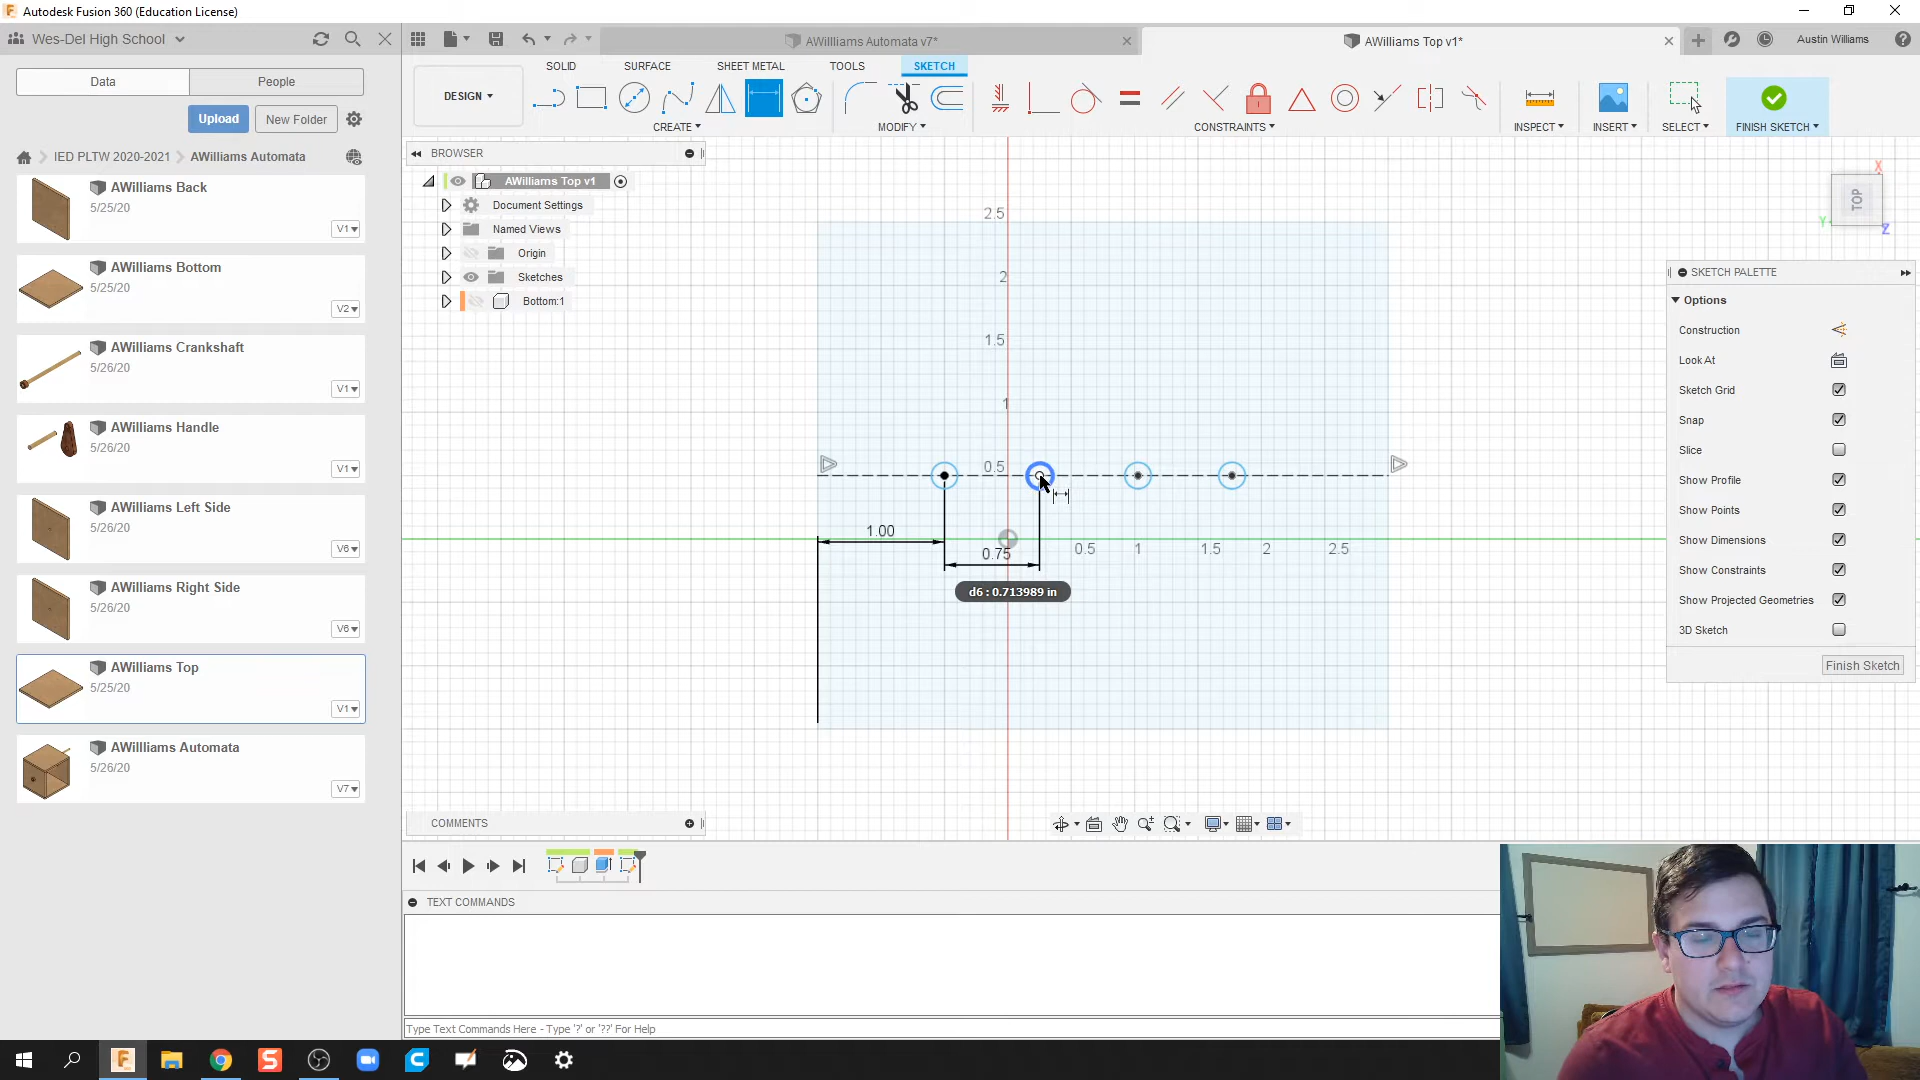 Autodesk Fusion 360 (Education License)
Wes-Del High School
AWillliams Automata v7*
AWilliams Top v1*
Austin Williams
Data
People
SOLID
SURFACE
SHEET METAL
TOOLS
SKETCH
DESIGN
Upload
New Folder
CREATE
MODIFY
CONSTRAINTS
INSPECT
INSERT
SELECT
FINISH SKETCH
IED PLTW 2020-2021
AWilliams Automata
BROWSER
AWilliams Top v1
Document Settings
Named Views
Origin
Sketches
Bottom:1
AWilliams Back
5/25/20
V1
AWilliams Bottom
5/25/20
V2
AWilliams Crankshaft
5/26/20
V1
AWilliams Handle
5/26/20
V1
AWilliams Left Side
5/26/20
V6
AWilliams Right Side
5/26/20
V6
AWilliams Top
5/25/20
V1
AWillliams Automata
5/26/20
V7
2.5
2
1.5
1
0.5
1.00
0.75
0.5
1
1.5
2
2.5
d6 : 0.713989 in
X
TOP
Y
Z
SKETCH PALETTE
Options
Construction
Look At
Sketch Grid
Snap
Slice
Show Profile
Show Points
Show Dimensions
Show Constraints
Show Projected Geometries
3D Sketch
Finish Sketch
COMMENTS
TEXT COMMANDS
Type Text Commands Here - Type '?' or '??' For Help